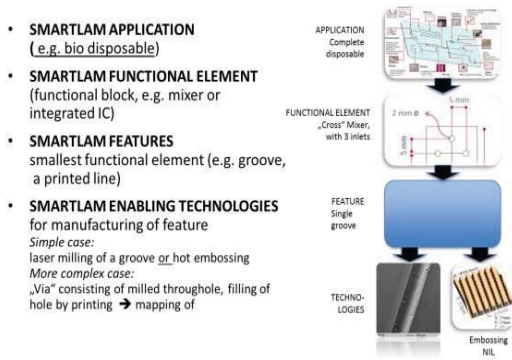 • SMARTLAM APPLICATION
( e.g. bio disposable)
• SMARTLAM FUNCTIONAL ELEMENT
(functional block, e.g. mixer or
integrated IC)
• SMARTLAM FEATURES
smallest functional element (e.g. groove,
a printed line)
• SMARTLAM ENABLING TECHNOLOGIES
for manufacturing of feature
Simple case:
laser milling of a groove or hot embossing
More complex case:
„Via“ consisting of milled throughole, filling of
hole by printing ➔ mapping of
APPLICATION
Complete
disposable
FUNCTIONAL ELEMENT
„Cross“ Mixer,
with 3 inlets
5 mm
2 mm ø
5 mm
FEATURE
Single
groove
TECHNO-
LOGIES
Embossing
NIL